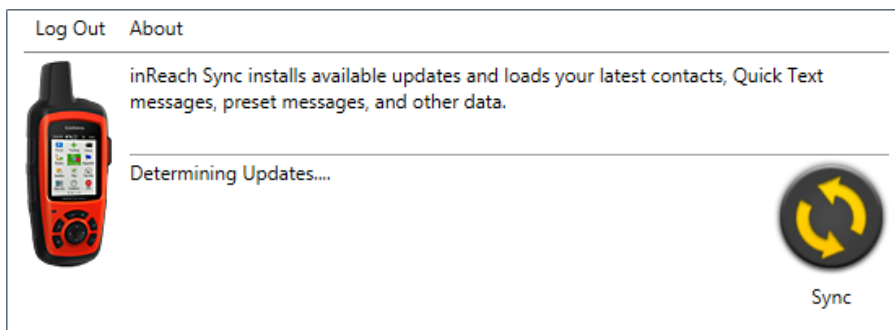 Log Out About
inReach Sync installs available updates and loads your latest contacts, Quick Text
messages, preset messages, and other data.
Determining Updates....
Sync